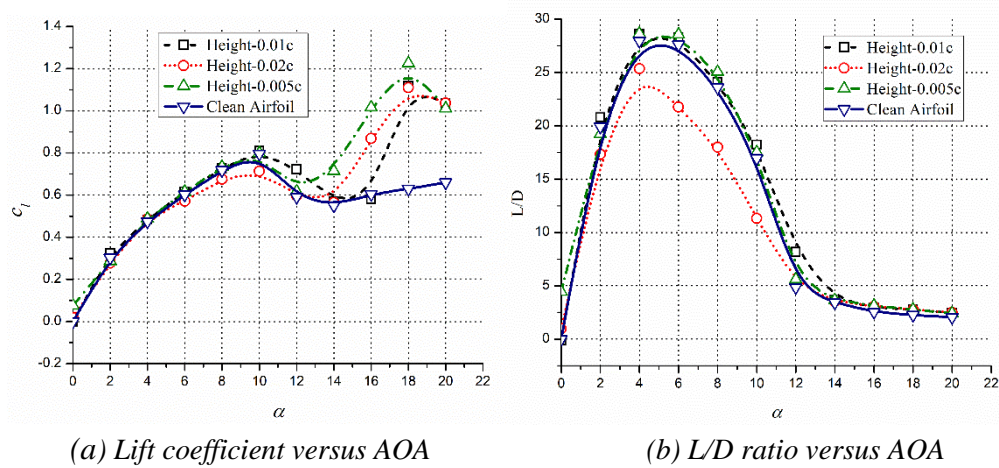 (a)
1.4
1.2
1.0
0.8
0.6
0.4
0.2
0.0
-0.2
c_l
Height-0.01c
Height-0.02c
Height-0.005c
Clean Airfoil
0 2 4 6 8 10 12 14 16 18 20 22
α
(b)
30
25
20
15
10
5
0
L/D
Height-0.01c
Height-0.02c
Height-0.005c
Clean Airfoil
0 2 4 6 8 10 12 14 16 18 20 22
α
(a) Lift coefficient versus AOA
(b) L/D ratio versus AOA